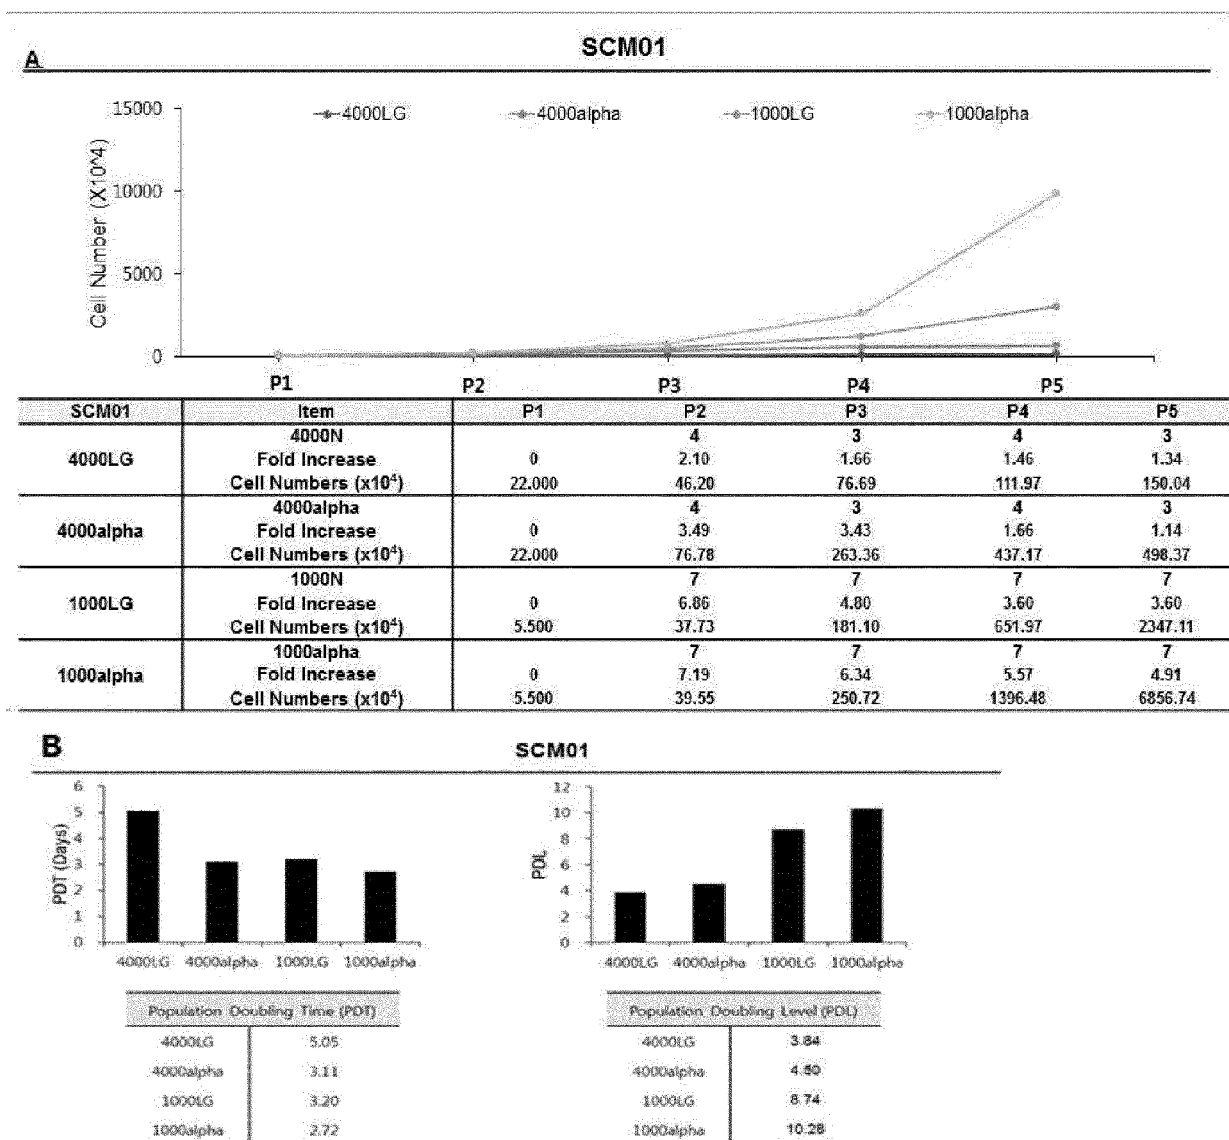 SCM01
A
15000
4000LG 4000alpha 1000LG 1000alpha
Cell Number (X10^4)
10000
5000
0
P1 P2 P3 P4 P5
SCM01 Item P1 P2 P3 P4 P5
4000N 4 3 4 3
4000LG Fold Increase 0 2.10 1.66 1.46 1.34
Cell Numbers (x10⁴) 22.000 46.20 76.69 111.97 150.04
4000alpha 4 3 4 3
4000alpha Fold Increase 0 3.49 3.43 1.66 1.14
Cell Numbers (x10⁴) 22.000 76.78 263.36 437.17 498.37
1000N 7 7 7 7
1000LG Fold Increase 0 6.86 4.80 3.60 3.60
Cell Numbers (x10⁴) 5.500 37.73 181.10 651.97 2347.11
1000alpha 7 7 7 7
1000alpha Fold Increase 0 7.19 6.34 5.57 4.91
Cell Numbers (x10⁴) 5.500 39.55 250.72 1396.48 6856.74
B
SCM01
PDT (Days)
6
5
4
3
2
1
0
4000LG 4000alpha 1000LG 1000alpha
Population Doubling Time (PDT)
4000LG 5.05
4000alpha 3.11
1000LG 3.20
1000alpha 2.72
PDL
12
10
8
6
4
2
0
4000LG 4000alpha 1000LG 1000alpha
Population Doubling Level (PDL)
4000LG 3.84
4000alpha 4.50
1000LG 8.74
1000alpha 10.28